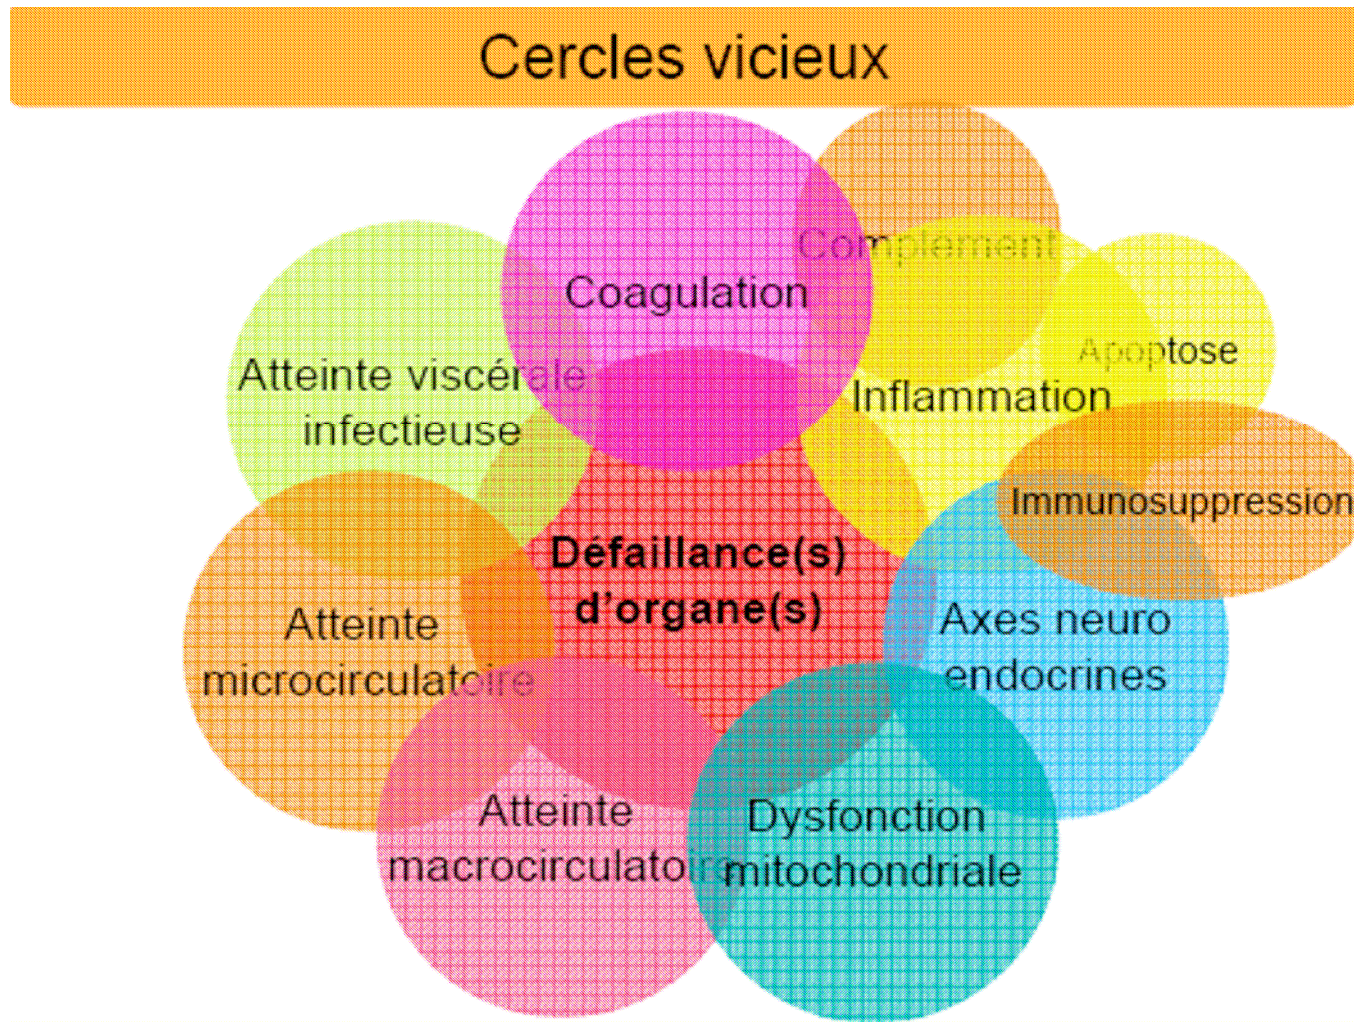 Cercles vicieux
Complément
Coagulation
Apoptose
Atteinte viscérale
infectieuse
Inflammation
Immunosuppression
Défaillance(s)
d'organe(s)
Axes neuro
endocrines
Atteinte
microcirculatoire
Atteinte
macrocirculatoire
Dysfonction
mitochondriale